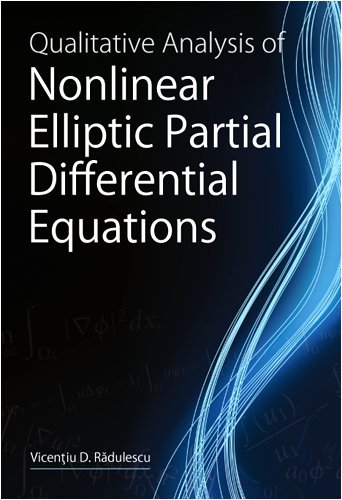 Qualitative Analysis of
Nonlinear
Elliptic Partial
Differential
Equations
Vicenţiu D. Rădulescu